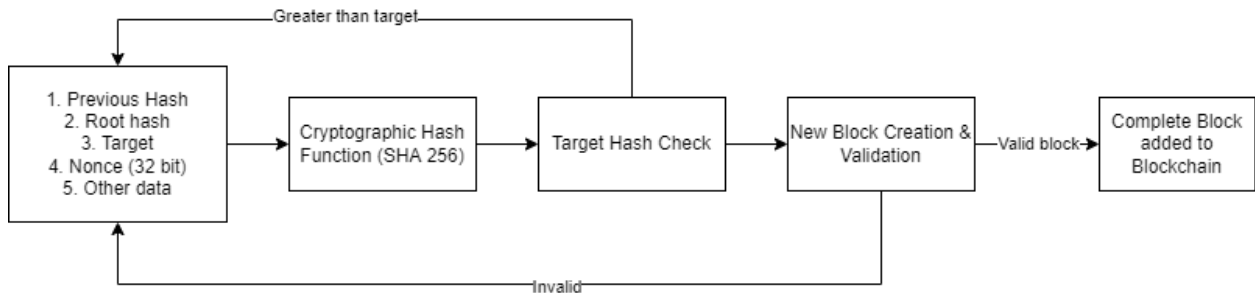 Greater than target
1. Previous Hash
2. Root hash
3. Target
4. Nonce (32 bit)
5. Other data
Cryptographic Hash
Function (SHA 256)
Target Hash Check
New Block Creation &
Validation
Valid block
Complete Block
added to
Blockchain
Invalid